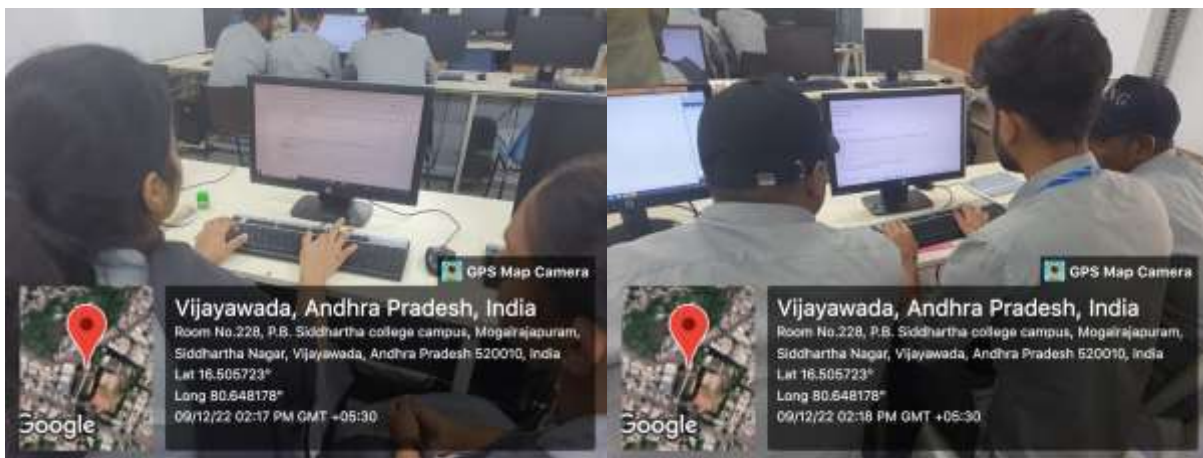 GPS Map Camera
Vijayawada, Andhra Pradesh, India
Room No.228, P.B. Siddhartha college campus, Mogalrajapuram,
Siddhartha Nagar, Vijayawada, Andhra Pradesh 520010, India
Lat 16.505723°
Long 80.648178°
09/12/22 02:17 PM GMT +05:30
Google
GPS Map Camera
Vijayawada, Andhra Pradesh, India
Room No.228, P.B. Siddhartha college campus, Mogalrajapuram,
Siddhartha Nagar, Vijayawada, Andhra Pradesh 520010, India
Lat 16.505723°
Long 80.648178°
09/12/22 02:18 PM GMT +05:30
Google